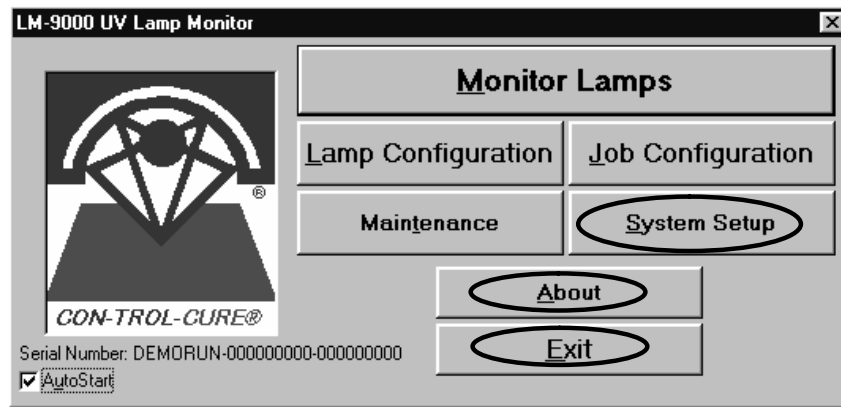 LM-9000 UV Lamp Monitor
Monitor Lamps
Lamp Configuration
Job Configuration
Maintenance
System Setup
About
Exit
®
CON-TROL-CURE®
Serial Number: DEMORUN-000000000-000000000
AutoStart